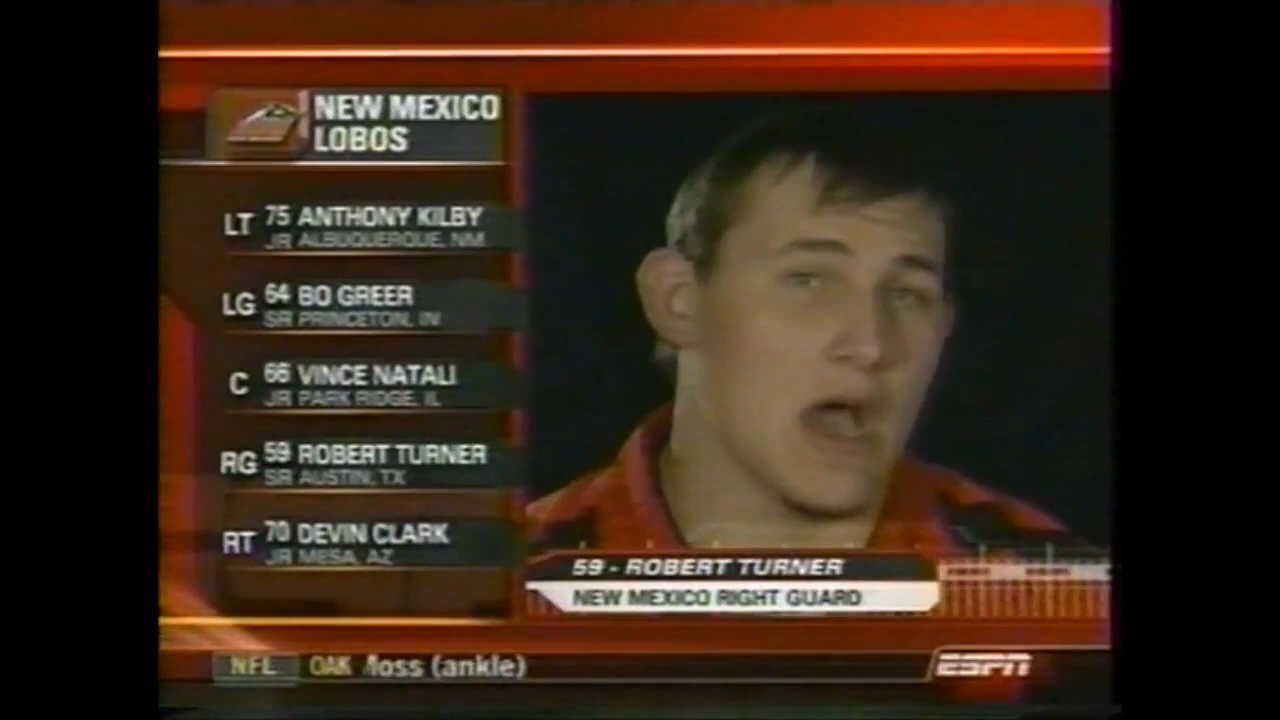 NEW MEXICO
LOBOS
LT 75 ANTHONY KILBY
JR ALBUQUERQUE, NM
LG 64 BO GREER
SR PRINCETON, IN
C 66 VINCE NATALI
JR PARK RIDGE, IL
RG 59 ROBERT TURNER
SR AUSTIN, TX
RT 70 DEVIN CLARK
JR MESA, AZ
59 - ROBERT TURNER
NEW MEXICO RIGHT GUARD
NFL OAK (ankle)
ESPN